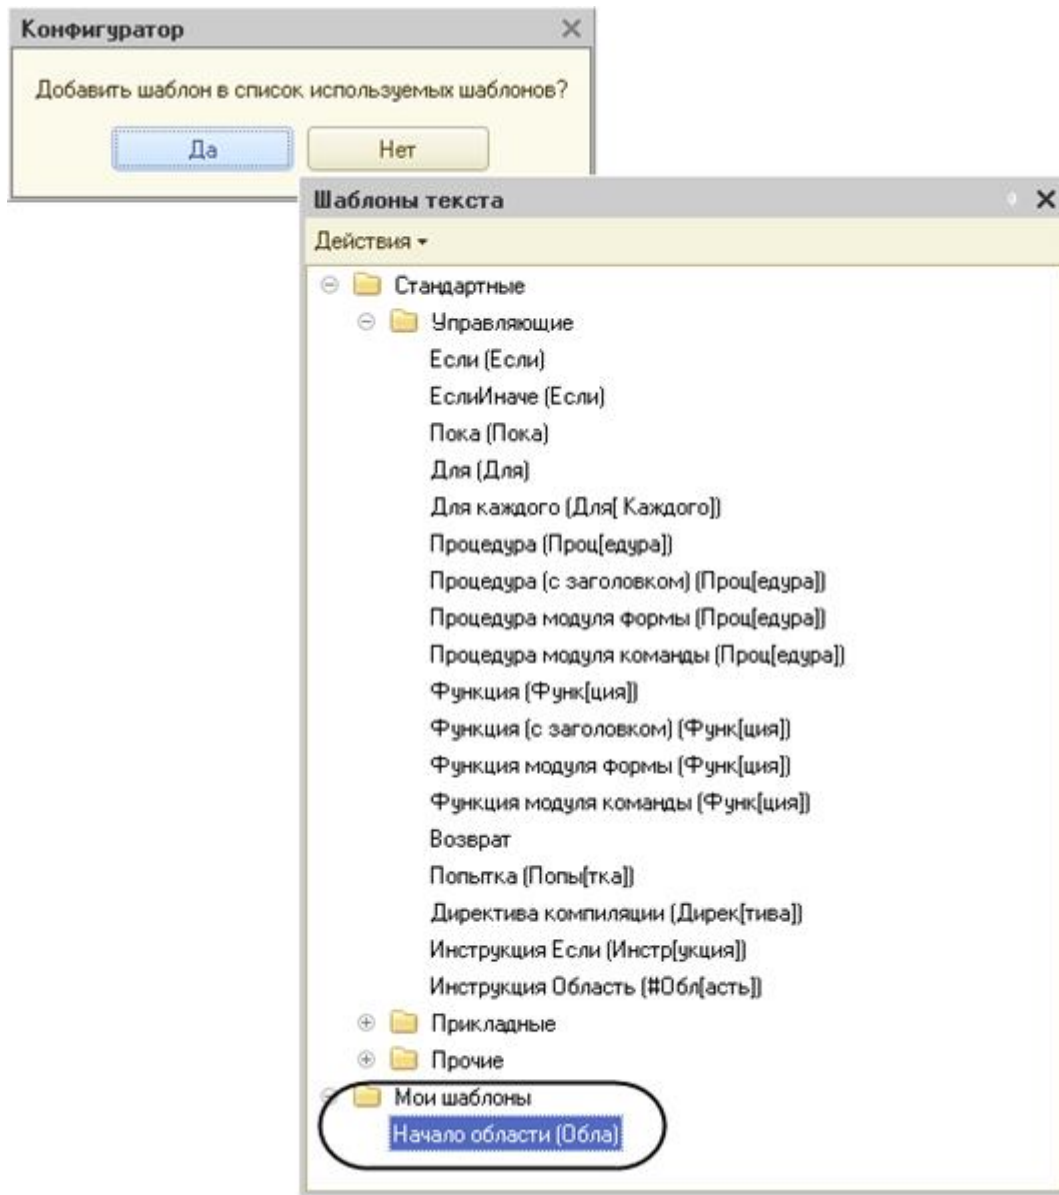 Конфигуратор
Добавить шаблон в список используемых шаблонов?
Да Нет
Шаблоны текста
Действия
Стандартные
Управляющие
Если (Если)
ЕслиИначе (Если)
Пока (Пока)
Для (Для)
Для каждого (Для[ Каждого])
Процедура (Проц[едура])
Процедура (с заголовком) (Проц[едура])
Процедура модуля формы (Проц[едура])
Процедура модуля команды (Проц[едура])
Функция (Функ[ция])
Функция (с заголовком) (Функ[ция])
Функция модуля формы (Функ[ция])
Функция модуля команды (Функ[ция])
Возврат
Попытка (Попы[тка])
Директива компиляции (Дирек[тива])
Инструкция Если (Инстр[укция])
Инструкция Область (#Обл[асть])
Прикладные
Прочие
Мои шаблоны
Начало области (Обла)